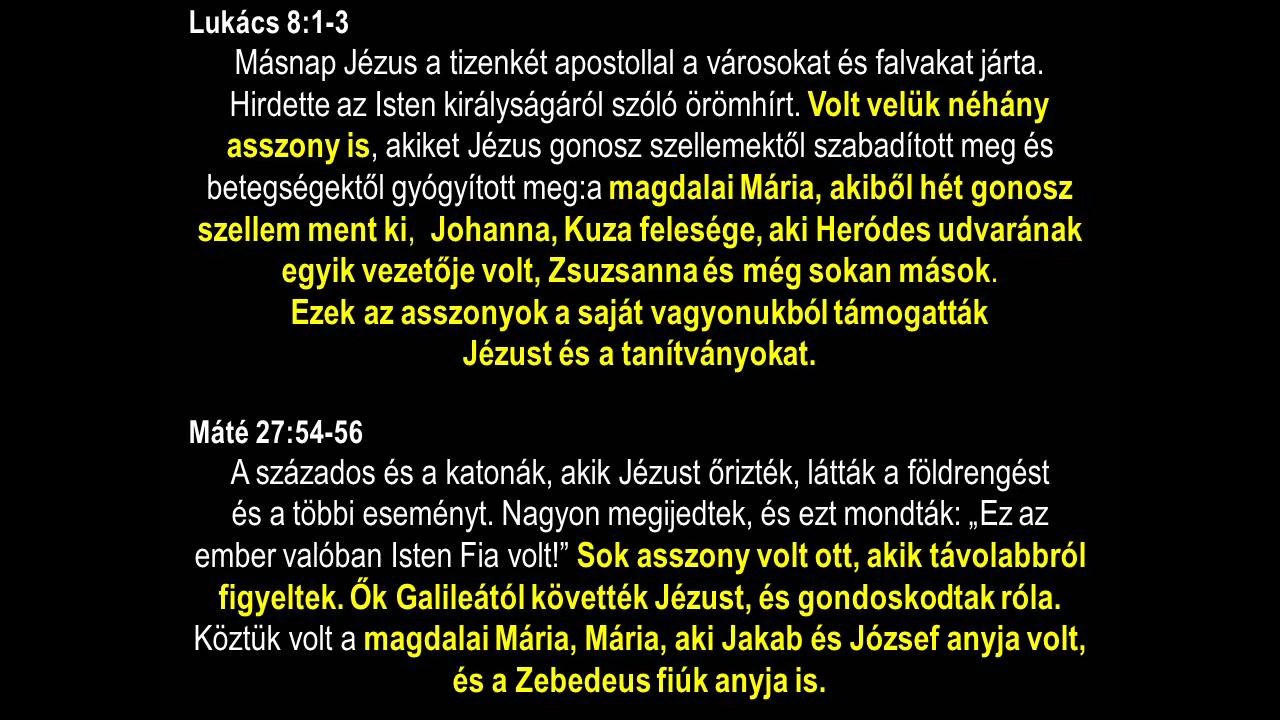 Lukács 8:1-3
Másnap Jézus a tizenkét apostollal a városokat és falvakat járta.
Hirdette az Isten királyságáról szóló örömhírt. Volt velük néhány
asszony is, akiket Jézus gonosz szellemektől szabadított meg és
betegségektől gyógyított meg:a magdalai Mária, akiből hét gonosz
szellem ment ki, Johanna, Kuza felesége, aki Heródes udvarának
egyik vezetője volt, Zsuzsanna és még sokan mások.
Ezek az asszonyok a saját vagyonukból támogatták
Jézust és a tanítványokat.
Máté 27:54-56
A százados és a katonák, akik Jézust őrizték, látták a földrengést
és a többi eseményt. Nagyon megijedtek, és ezt mondták: „Ez az
ember valóban Isten Fia volt!” Sok asszony volt ott, akik távolabbról
figyeltek. Ők Galileától követték Jézust, és gondoskodtak róla.
Köztük volt a magdalai Mária, Mária, aki Jakab és József anyja volt,
és a Zebedeus fiúk anyja is.